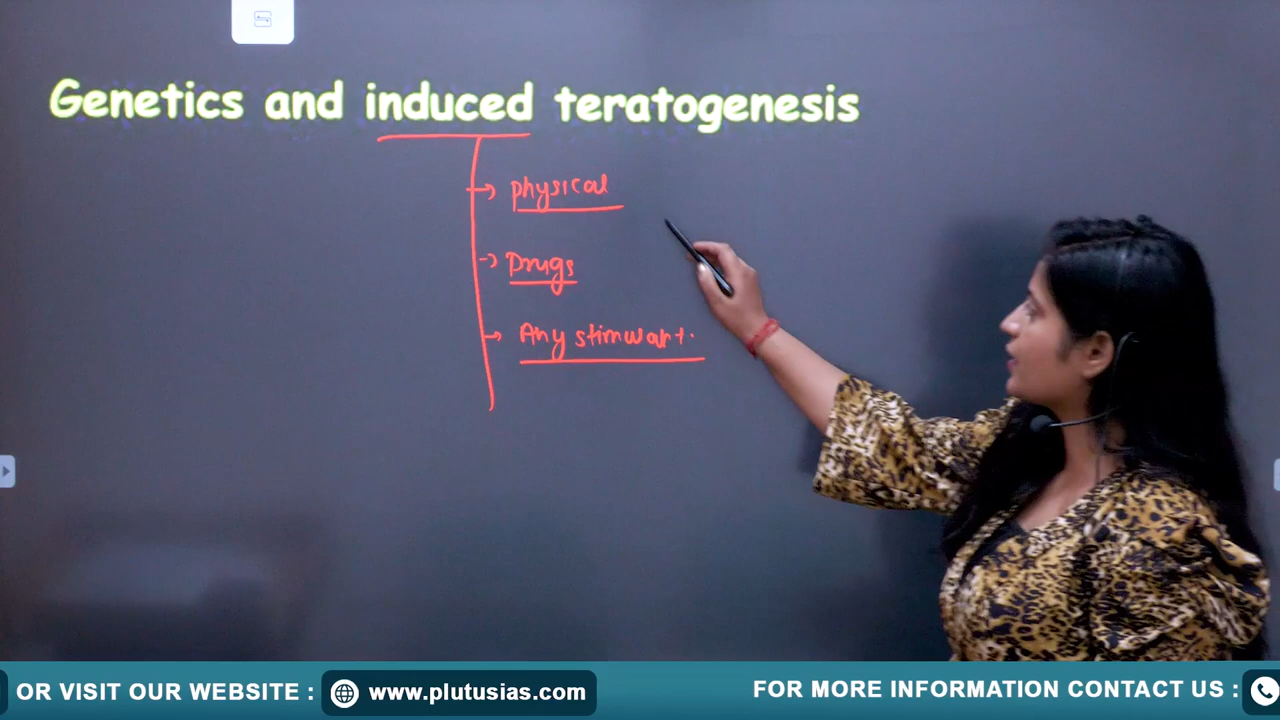 Genetics and induced teratogenesis
physical
Drugs
Any stimwart.
OR VISIT OUR WEBSITE : www.plutusias.com
FOR MORE INFORMATION CONTACT US :